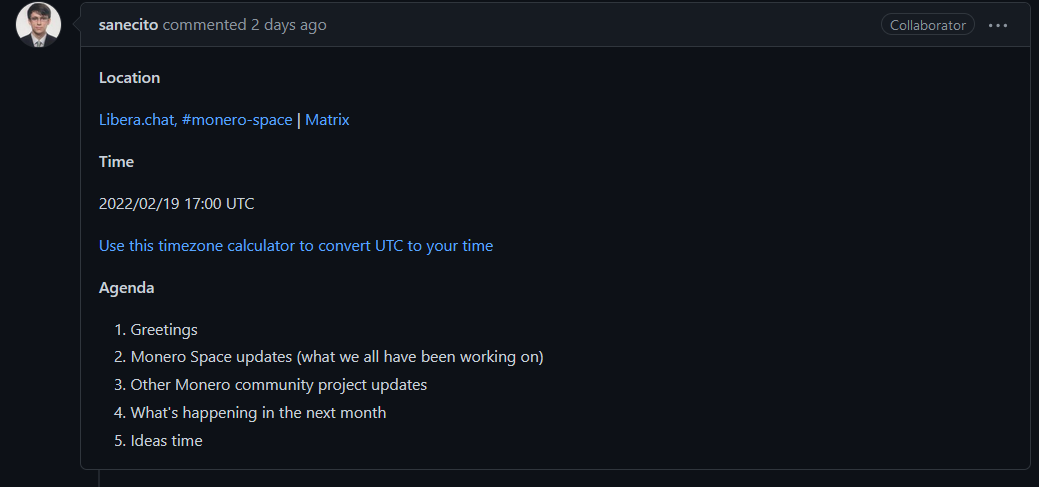 sanecito commented 2 days ago Collaborator
Location
Libera.chat, #monero-space | Matrix
Time
2022/02/19 17:00 UTC
Use this timezone calculator to convert UTC to your time
Agenda
1. Greetings
2. Monero Space updates (what we all have been working on)
3. Other Monero community project updates
4. What's happening in the next month
5. Ideas time